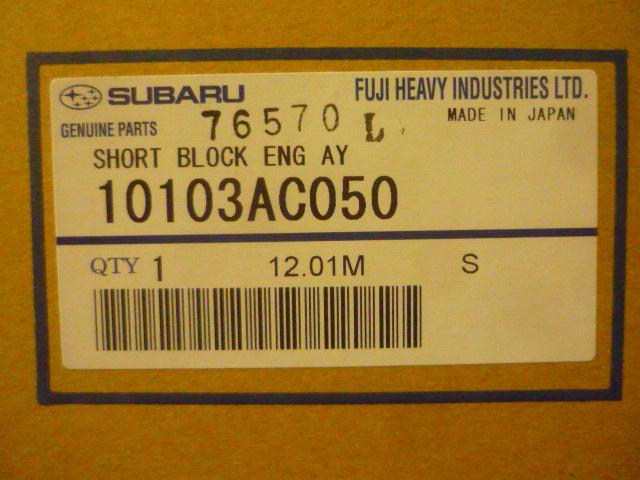 SUBARU FUJI HEAVY INDUSTRIES LTD.
GENUINE PARTS 76570 L MADE IN JAPAN
SHORT BLOCK ENG AY
10103AC050
QTY 1 12.01M S